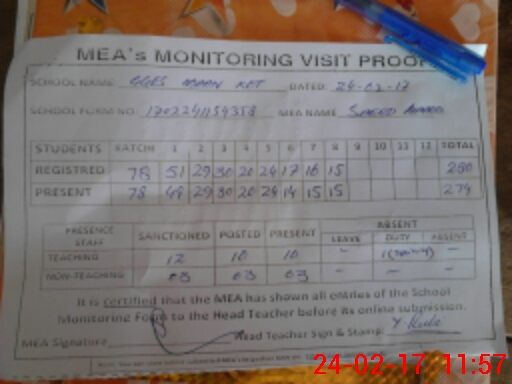 MEA's MONITORING VISIT PROOF
SCHOOL NAME: GGES MAAN KOT DATED: 24-02-17
SCHOOL FORM NO: MEA NAME SAEED AHMED
STUDENTS KATCHI 1 2 3 4 5 6 7 8 9 10 11 12 TOTAL
REGISTRED 78 51 29 30 20 24 17 16 15 280
PRESENT 78 49 29 30 20 24 14 15 15 274
PRESENCE STAFF SANCTIONED POSTED PRESENT ABSENT
LEAVE DUTY ABSENT
TEACHING 12 10 10 - 1 -
NON-TEACHING 03 03 03 - - -
It is certified that the MEA has shown all entries of the School
Monitoring Form to the Head Teacher before its online submission.
MEA Signature Head Teacher Sign & Stamp
24-02-17 11:57